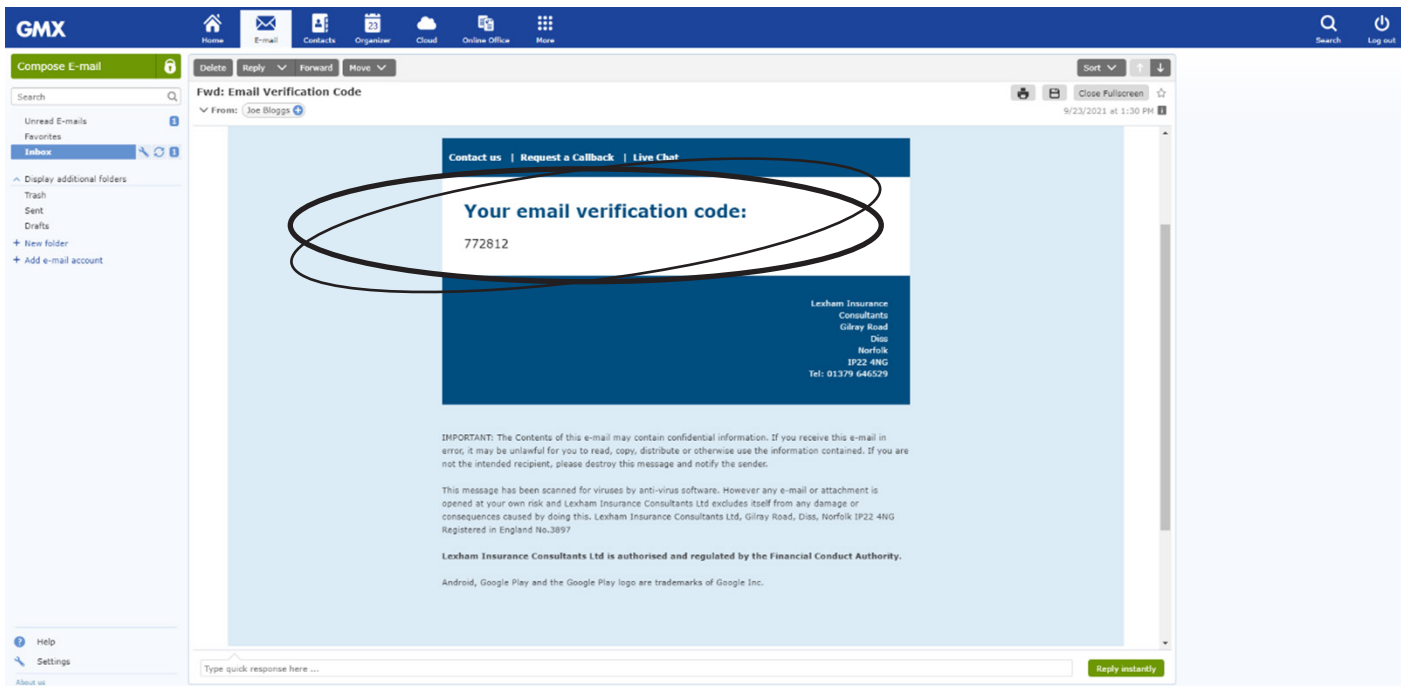 GMX
Home
E-mail
Contacts
23
Organizer
Cloud
Online Office
More
Search
Log out
Compose E-mail
Search
Unread E-mails 1
Favorites
Inbox 1
Display additional folders
Trash
Sent
Drafts
+ New folder
+ Add e-mail account
Help
Settings
About us
Delete Reply Forward Move Sort
Fwd: Email Verification Code
Close Fullscreen
From: Joe Bloggs
9/23/2021 at 1:30 PM
Contact us | Request a Callback | Live Chat
Your email verification code:
772812
Lexham Insurance
Consultants
Gilray Road
Diss
Norfolk
IP22 4NG
Tel: 01379 646529
IMPORTANT: The Contents of this e-mail may contain confidential information. If you receive this e-mail in
error, it may be unlawful for you to read, copy, distribute or otherwise use the information contained. If you are
not the intended recipient, please destroy this message and notify the sender.
This message has been scanned for viruses by anti-virus software. However any e-mail or attachment is
opened at your own risk and Lexham Insurance Consultants Ltd excludes itself from any damage or
consequences caused by doing this. Lexham Insurance Consultants Ltd, Gilray Road, Diss, Norfolk IP22 4NG
Registered in England No.3897
Lexham Insurance Consultants Ltd is authorised and regulated by the Financial Conduct Authority.
Android, Google Play and the Google Play logo are trademarks of Google Inc.
Type quick response here ...
Reply instantly